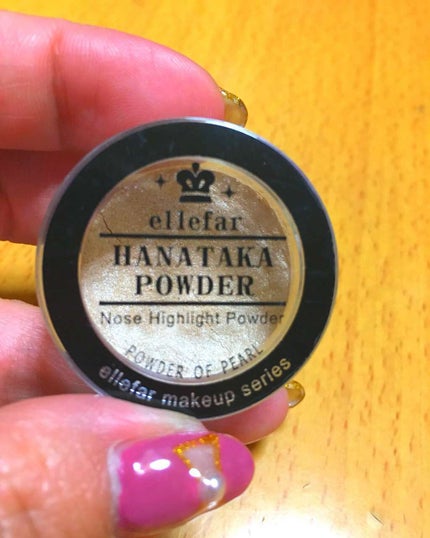 ellefar
HANATAKA
POWDER
Nose Highlight Powder
POWDER OF PEARL
ellefar makeup series